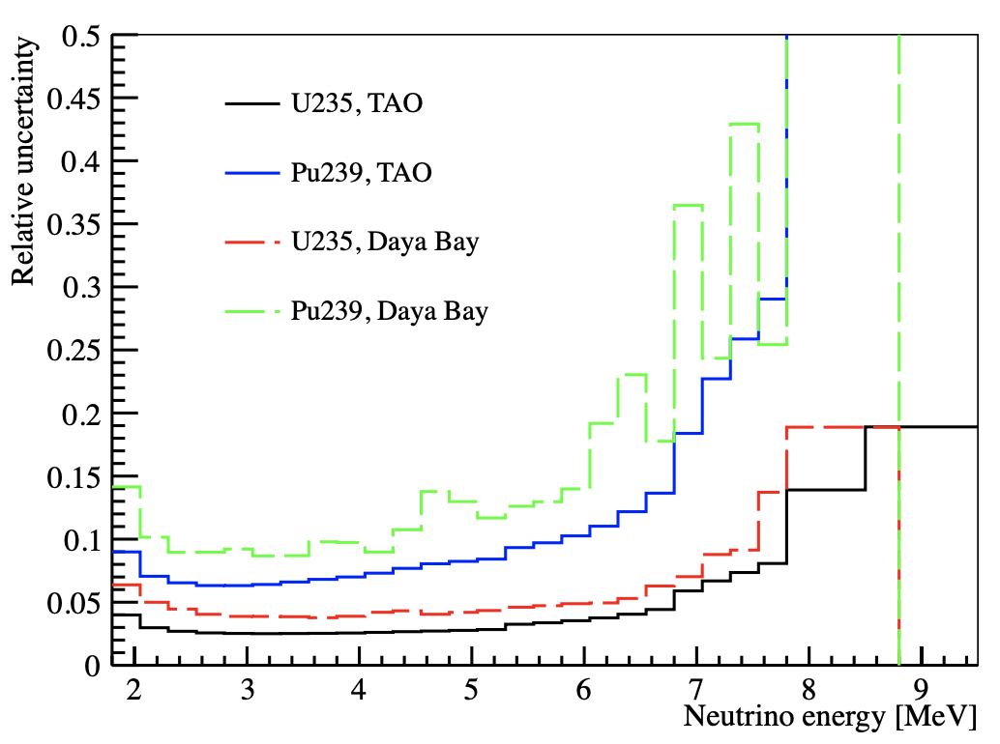 Relative uncertainty
0.5
0.45
0.4
0.35
0.3
0.25
0.2
0.15
0.1
0.05
0
U235, TAO
Pu239, TAO
U235, Daya Bay
Pu239, Daya Bay
2 3 4 5 6 7 8 9
Neutrino energy [MeV]